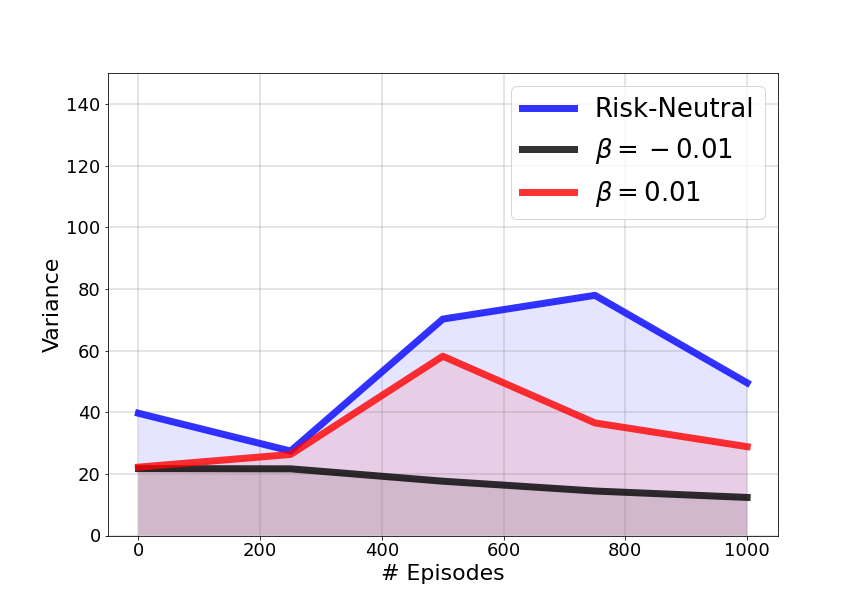 140
120
100
80
60
40
20
0
Variance
Risk-Neutral
β = − 0.01
β = 0.01
0 200 400 600 800 1000
# Episodes